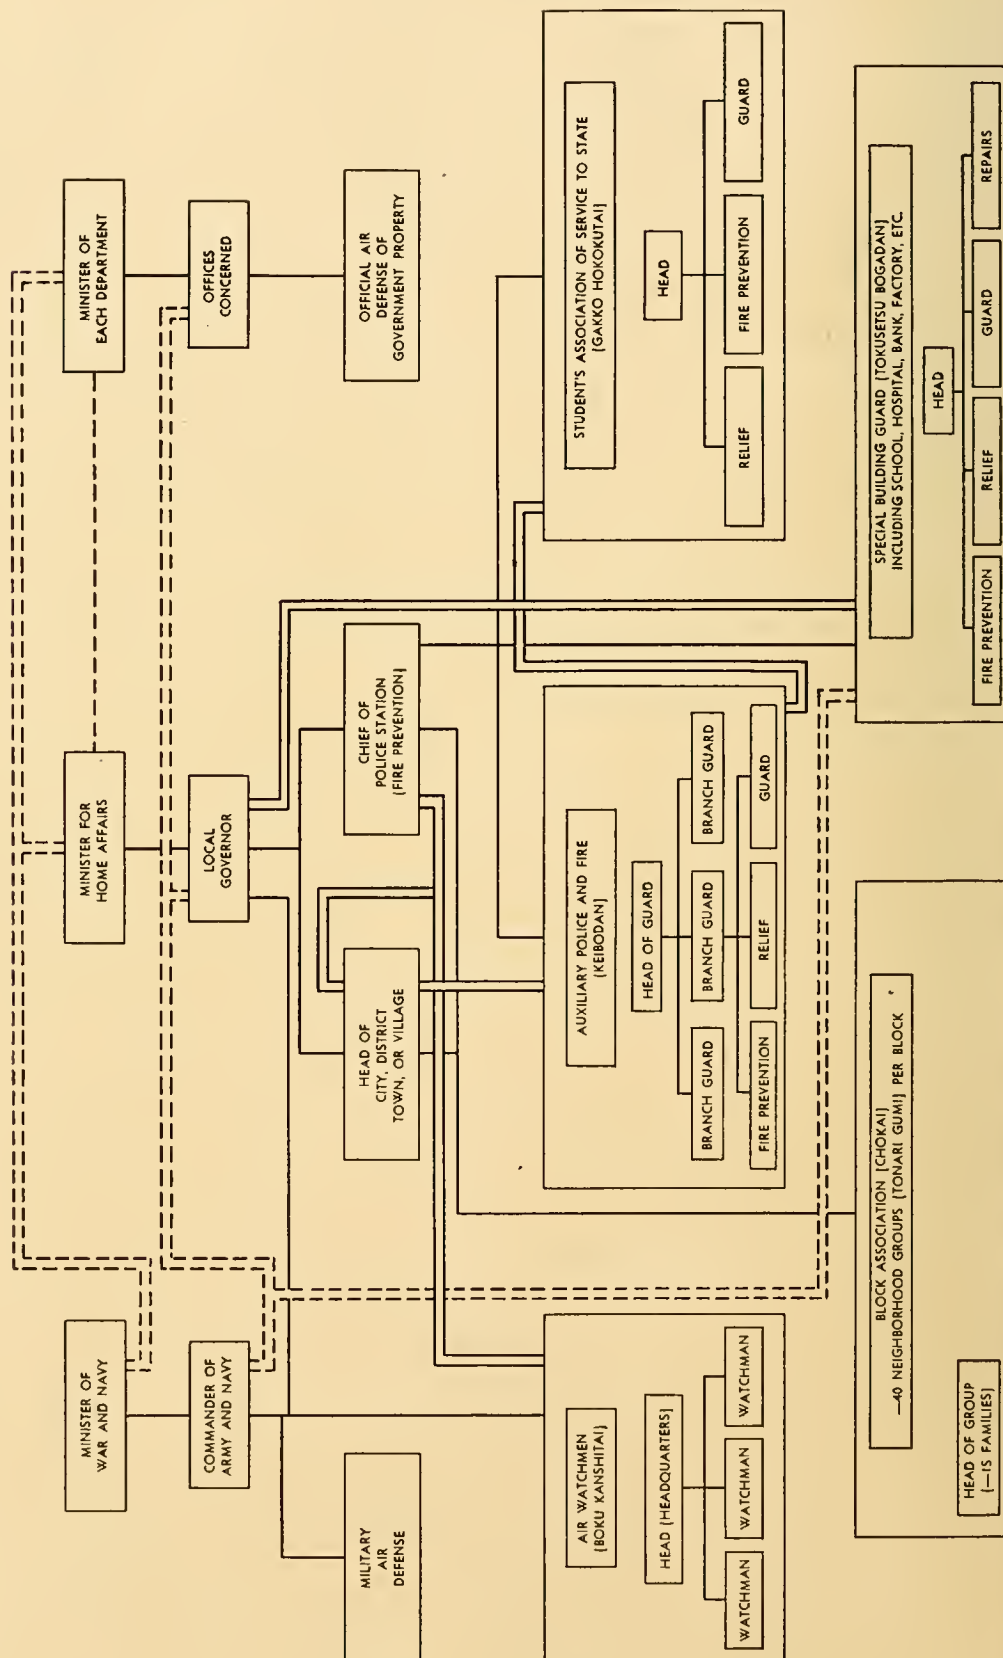 MINISTER OF
WAR AND NAVY
MINISTER FOR
HOME AFFAIRS
MINISTER OF
EACH DEPARTMENT
COMMANDER OF
ARMY AND NAVY
LOCAL
GOVERNOR
OFFICES
CONCERNED
MILITARY
AIR
DEFENSE
HEAD OF
CITY, DISTRICT
TOWN, OR VILLAGE
CHIEF OF
POLICE STATION
(FIRE PREVENTION)
OFFICIAL AIR
DEFENSE OF
GOVERNMENT PROPERTY
AIR WATCHMEN
(BOKU KANSHITAI)
HEAD (HEADQUARTERS)
WATCHMAN
WATCHMAN
WATCHMAN
AUXILIARY POLICE AND FIRE
(KEIBODAN)
HEAD OF GUARD
BRANCH GUARD
BRANCH GUARD
BRANCH GUARD
FIRE PREVENTION
RELIEF
GUARD
STUDENT'S ASSOCIATION OF SERVICE TO STATE
(GAKKO HOKOKUTAI)
HEAD
RELIEF
FIRE PREVENTION
GUARD
BLOCK ASSOCIATION (CHOKAI)
—40 NEIGHBORHOOD GROUPS (TONARI GUMI) PER BLOCK
HEAD OF GROUP
(—IS FAMILIES)
SPECIAL BUILDING GUARD (TOKUSETSU BOGADAN)
INCLUDING SCHOOL, HOSPITAL, BANK, FACTORY, ETC.
HEAD
FIRE PREVENTION
RELIEF
GUARD
REPAIRS